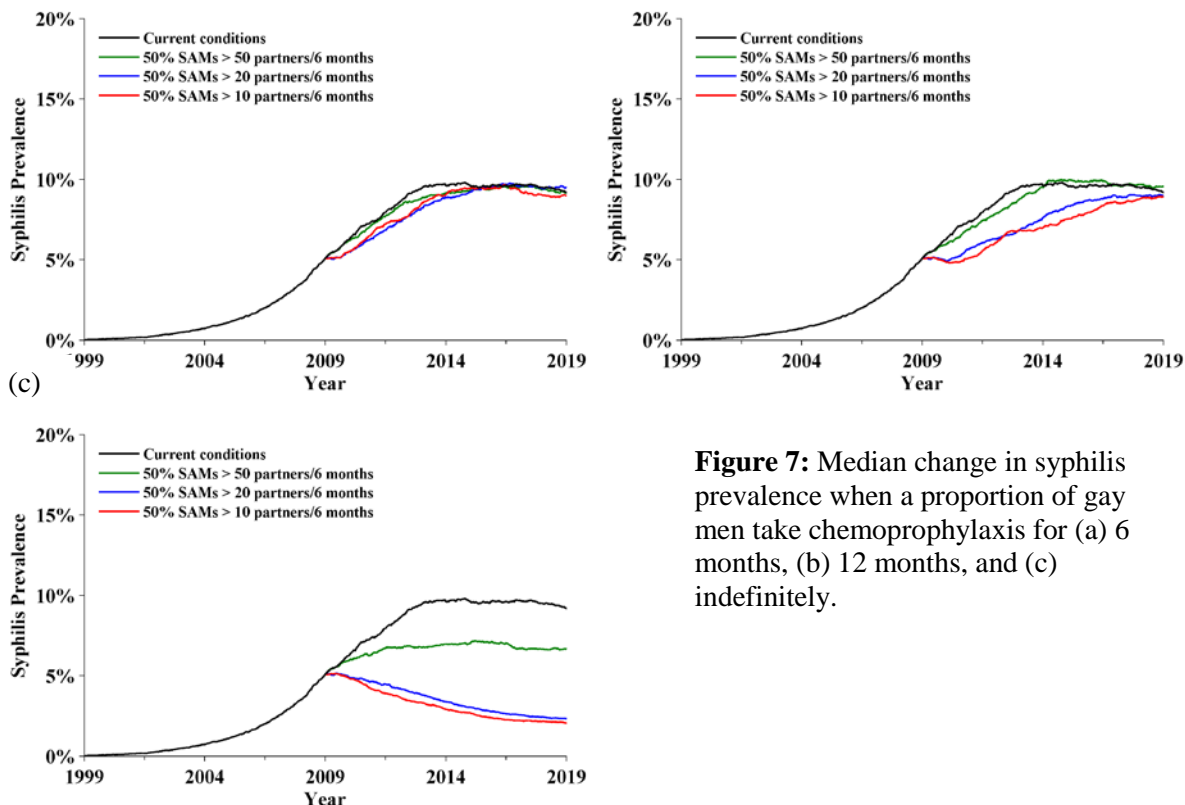 20%
15%
10%
5%
0%
Syphilis Prevalence
Current conditions
50% SAMs > 50 partners/6 months
50% SAMs > 20 partners/6 months
50% SAMs > 10 partners/6 months
999 2004 2009 2014 2019
Year
20%
15%
10%
5%
0%
Syphilis Prevalence
Current conditions
50% SAMs > 50 partners/6 months
50% SAMs > 20 partners/6 months
50% SAMs > 10 partners/6 months
1999 2004 2009 2014 2019
Year
(c)
20%
15%
10%
5%
0%
Syphilis Prevalence
Current conditions
50% SAMs > 50 partners/6 months
50% SAMs > 20 partners/6 months
50% SAMs > 10 partners/6 months
1999 2004 2009 2014 2019
Year
Figure 7: Median change in syphilis
prevalence when a proportion of gay
men take chemoprophylaxis for (a) 6
months, (b) 12 months, and (c)
indefinitely.